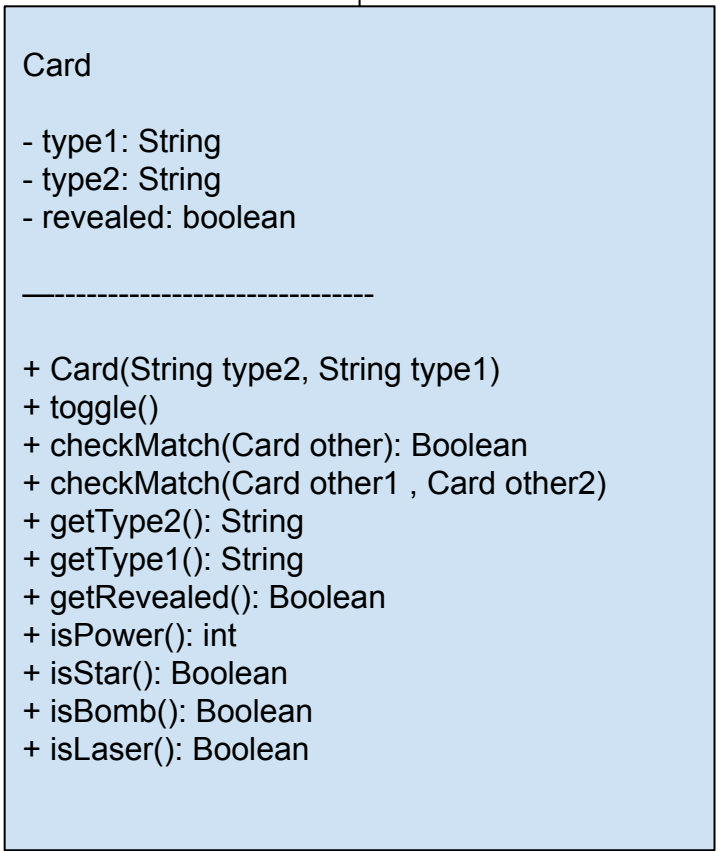 Card
- type1: String
- type2: String
- revealed: boolean
—------------------------------
+ Card(String type2, String type1)
+ toggle()
+ checkMatch(Card other): Boolean
+ checkMatch(Card other1 , Card other2)
+ getType2(): String
+ getType1(): String
+ getRevealed(): Boolean
+ isPower(): int
+ isStar(): Boolean
+ isBomb(): Boolean
+ isLaser(): Boolean